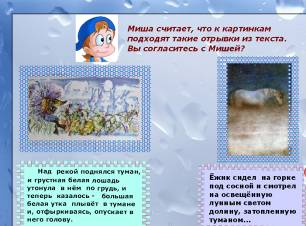 Миша считает, что к картинкам
подходят такие отрывки из текста.
Вы согласитесь с Мишей?
Над рекой поднялся туман,
и грустная белая лошадь
утонула в нём по грудь, и
теперь казалось - большая
белая утка плывёт в тумане
и, отфыркиваясь, опускает в
него голову.
Ёжик сидел на горке
под сосной и смотрел
на освещённую
лунным светом
долину, затопленную
туманом...